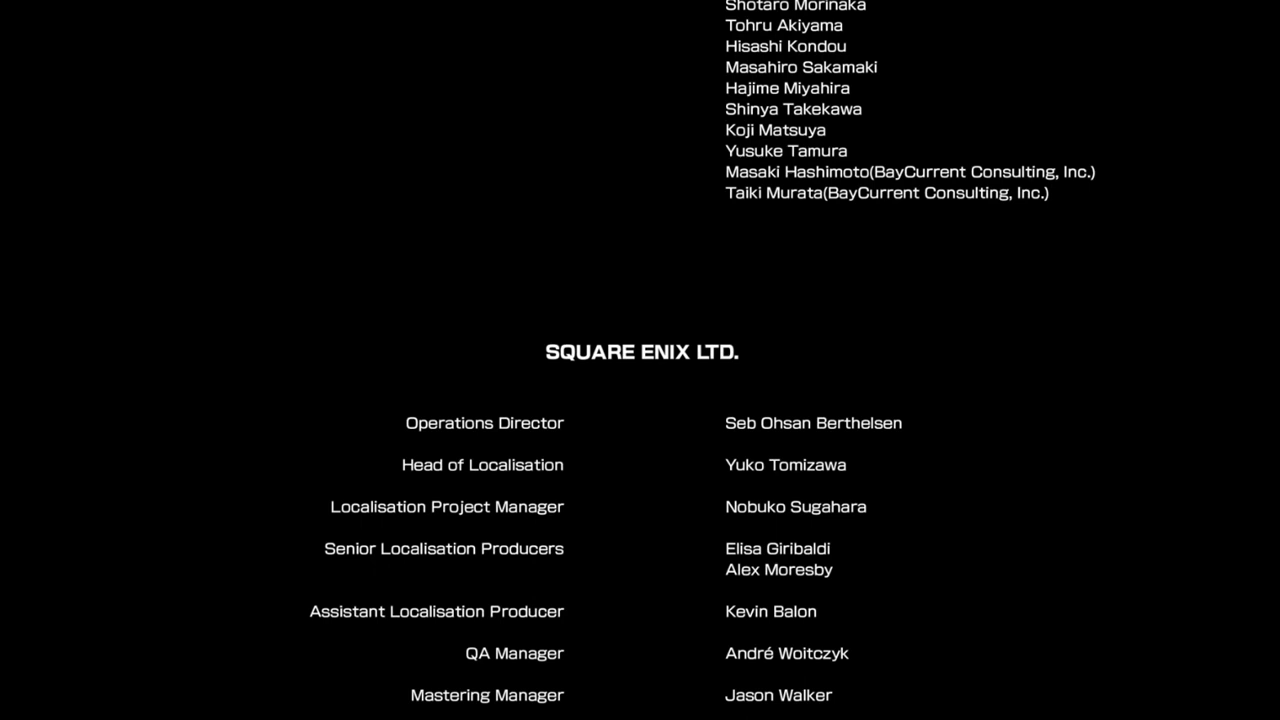 Shotaro Morinaka
Tohru Akiyama
Hisashi Kondou
Masahiro Sakamaki
Hajime Miyahira
Shinya Takekawa
Koji Matsuya
Yusuke Tamura
Masaki Hashimoto(BayCurrent Consulting, Inc.)
Taiki Murata(BayCurrent Consulting, Inc.)
SQUARE ENIX LTD.
Operations Director Seb Ohsan Berthelsen
Head of Localisation Yuko Tomizawa
Localisation Project Manager Nobuko Sugahara
Senior Localisation Producers Elisa Giribaldi
Alex Moresby
Assistant Localisation Producer Kevin Balon
QA Manager André Woitczyk
Mastering Manager Jason Walker